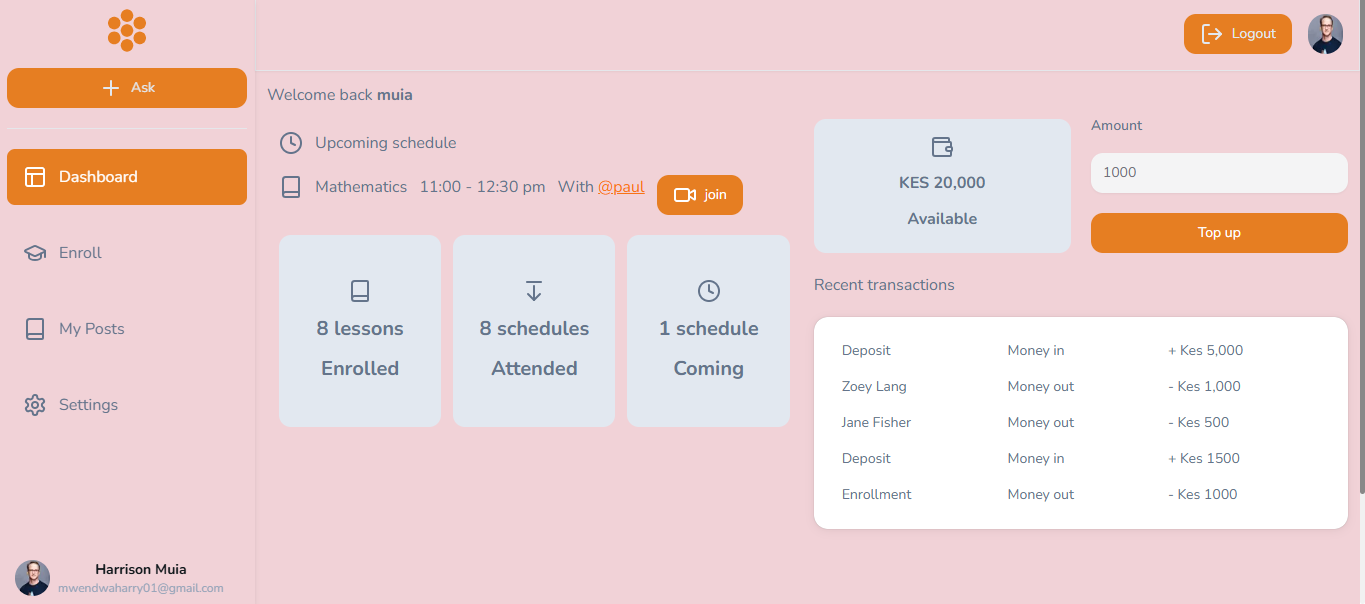 Ask
Dashboard
Enroll
My Posts
Settings
Harrison Muia
mwendwaharry01@gmail.com
Logout
Welcome back muia
Upcoming schedule
Mathematics 11:00 - 12:30 pm With @paul join
8 lessons
Enrolled
8 schedules
Attended
1 schedule
Coming
KES 20,000
Available
Amount
1000
Top up
Recent transactions
Deposit Money in + Kes 5,000
Zoey Lang Money out - Kes 1,000
Jane Fisher Money out - Kes 500
Deposit Money in + Kes 1500
Enrollment Money out - Kes 1000